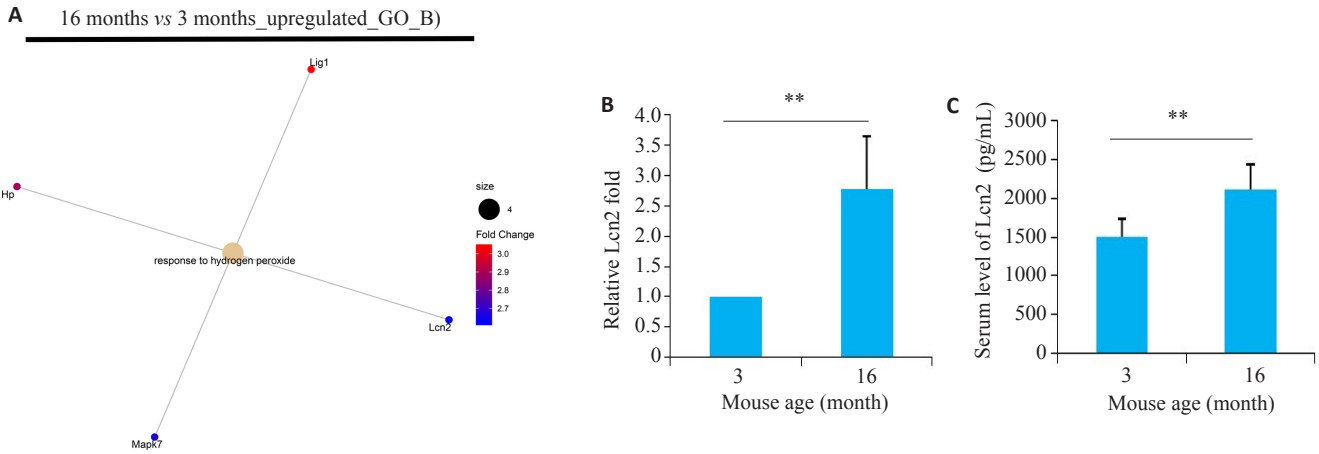 A
16 months vs 3 months_upregulated_GO_B)
Lig1
Hp
response to hydrogen peroxide
Lcn2
Mapk7
size
4
Fold Change
3.0
2.9
2.8
2.7
B
**
Relative Lcn2 fold
4.0
3.5
3.0
2.5
2.0
1.5
1.0
0.5
0
3
16
Mouse age (month)
C
**
Serum level of Lcn2 (pg/mL)
3000
2500
2000
1500
1000
500
0
3
16
Mouse age (month)